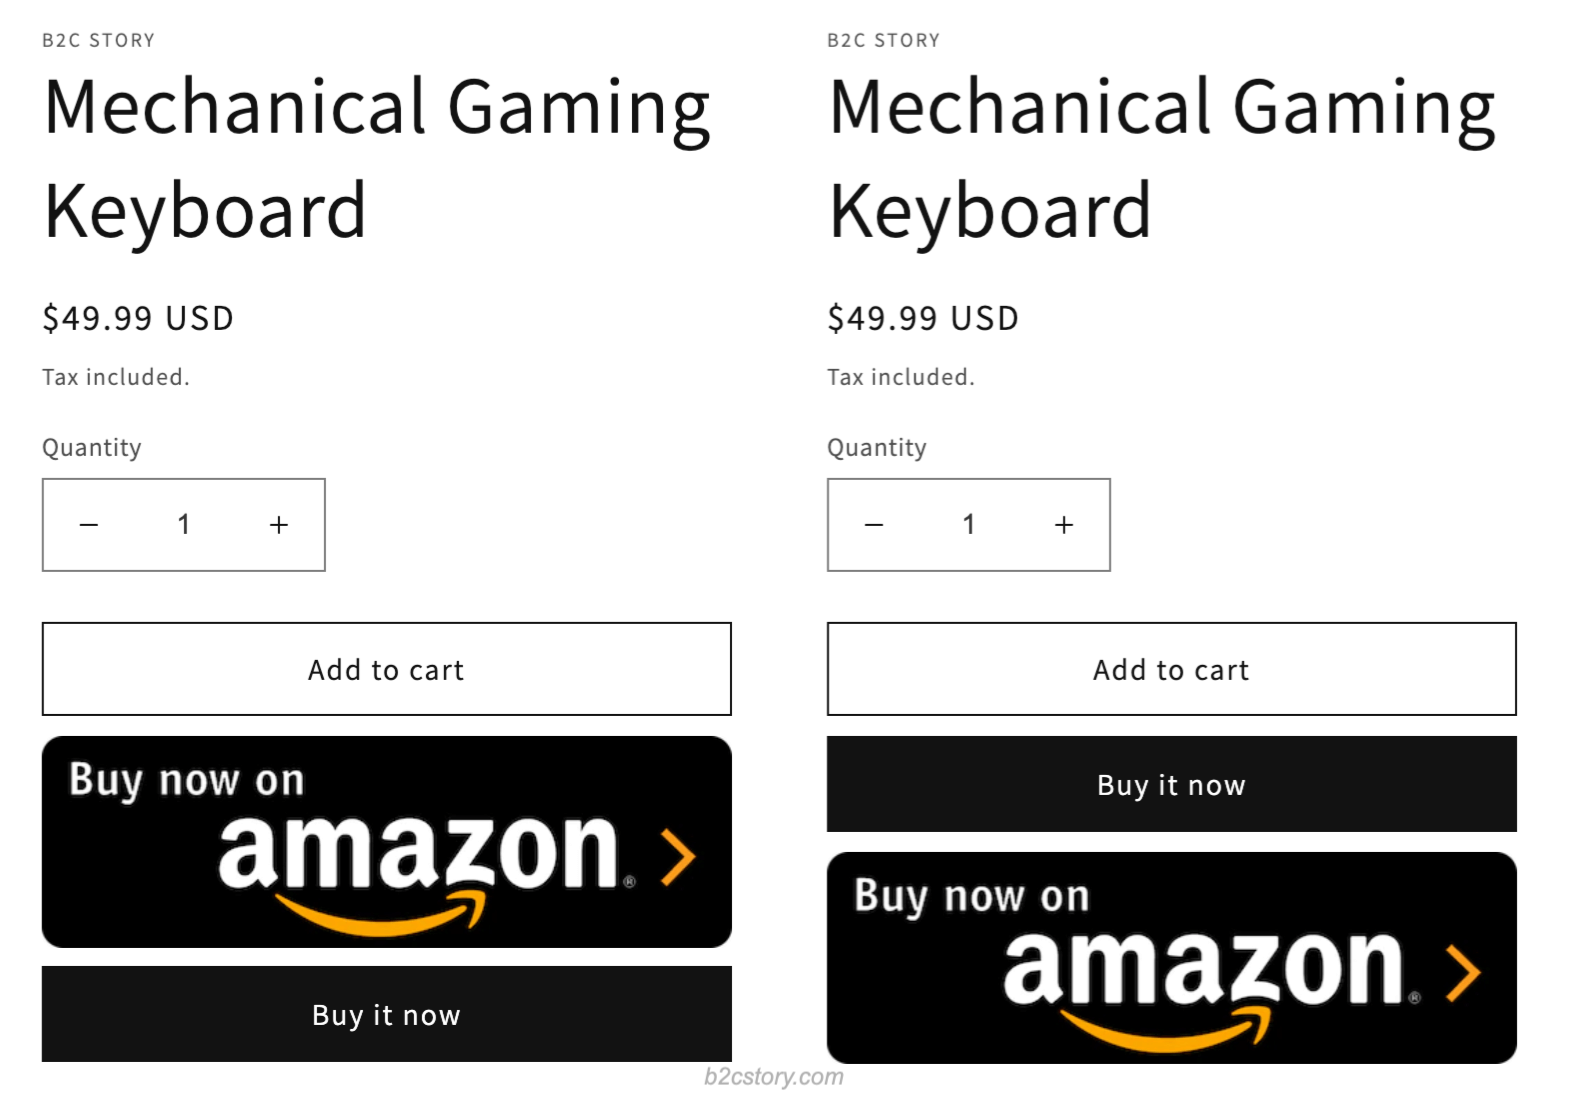 B2C STORY
Mechanical Gaming
Keyboard
$49.99 USD
Tax included.
Quantity
− 1 +
Add to cart
Buy now on
amazon®
Buy it now
B2C STORY
Mechanical Gaming
Keyboard
$49.99 USD
Tax included.
Quantity
− 1 +
Add to cart
Buy it now
Buy now on
amazon®
b2cstory.com